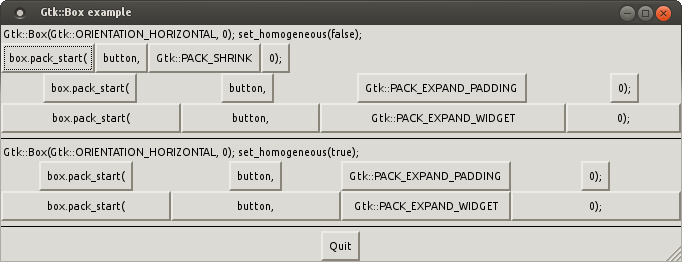 Gtk::Box example
Gtk::Box(Gtk::ORIENTATION_HORIZONTAL, 0); set_homogeneous(false);
box.pack_start( button, Gtk::PACK_SHRINK 0);
box.pack_start( button, Gtk::PACK_EXPAND_PADDING 0);
box.pack_start( button, Gtk::PACK_EXPAND_WIDGET 0);
Gtk::Box(Gtk::ORIENTATION_HORIZONTAL, 0); set_homogeneous(true);
box.pack_start( button, Gtk::PACK_EXPAND_PADDING 0);
box.pack_start( button, Gtk::PACK_EXPAND_WIDGET 0);
Quit